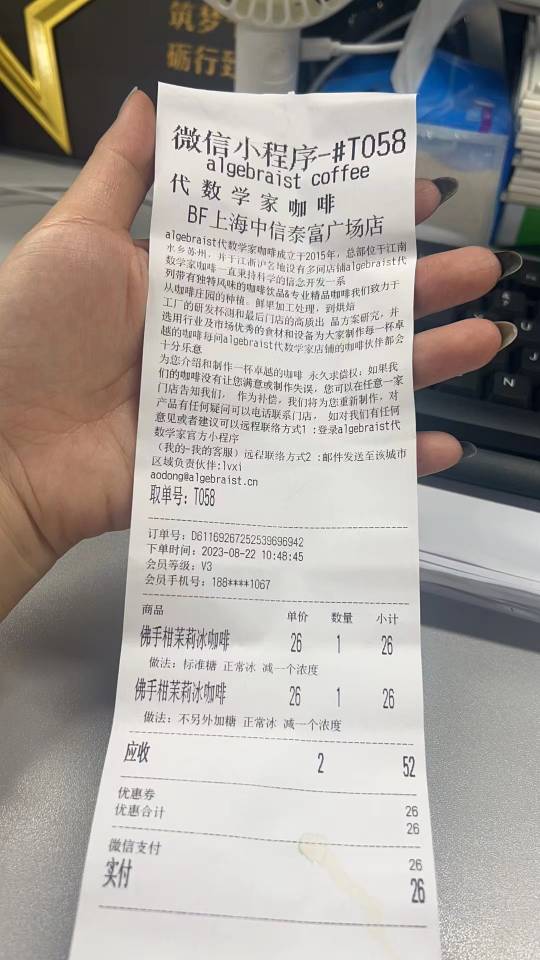 筑梦
砺行致
微信小程序-#T058
algebraist coffee
代数学家咖啡
BF上海中信泰富广场店
algebraist代数学家咖啡成立于2015年，总部位于江南
水乡苏州，并于江浙沪各地设有多间店铺algebraist代
数学家咖啡一直秉持科学的信念开发一系
列带有独特风味的咖啡饮品&专业精品咖啡我们致力于
从咖啡庄园的种植，鲜果加工处理，到烘焙
工厂的研发杯测和最后门店的高质出 品方案研究，并
选用行业及市场优秀的食材和设备为大家制作每一杯卓
越的咖啡每间algebraist代数学家店铺的咖啡伙伴都会
十分乐意
为您介绍和制作一杯卓越的咖啡 永久求偿权：如果我
们的咖啡没有让您满意或制作失误，您可以在任意一家
门店告知我们， 作为补偿，我们将为您重新制作，对
产品有任何疑问可以电话联系门店， 如对我们有任何
意见或者建议可以远程联络方式1：登录algebraist代
数学家官方小程序
（我的-我的客服）远程联络方式2：邮件发送至该城市
区域负责伙伴:lvxi
aodong@algebraist.cn
取单号：T058
订单号：D61169267252539696942
下单时间：2023-08-22 10:48:45
会员等级：V3
会员手机号：188****1067
商品 单价 数量 小计
佛手柑茉莉冰咖啡 26 1 26
做法：标准糖 正常冰 减一个浓度
佛手柑茉莉冰咖啡 26 1 26
做法：不另外加糖 正常冰 减一个浓度
应收 2 52
优惠券 26
优惠合计 26
微信支付 26
实付 26